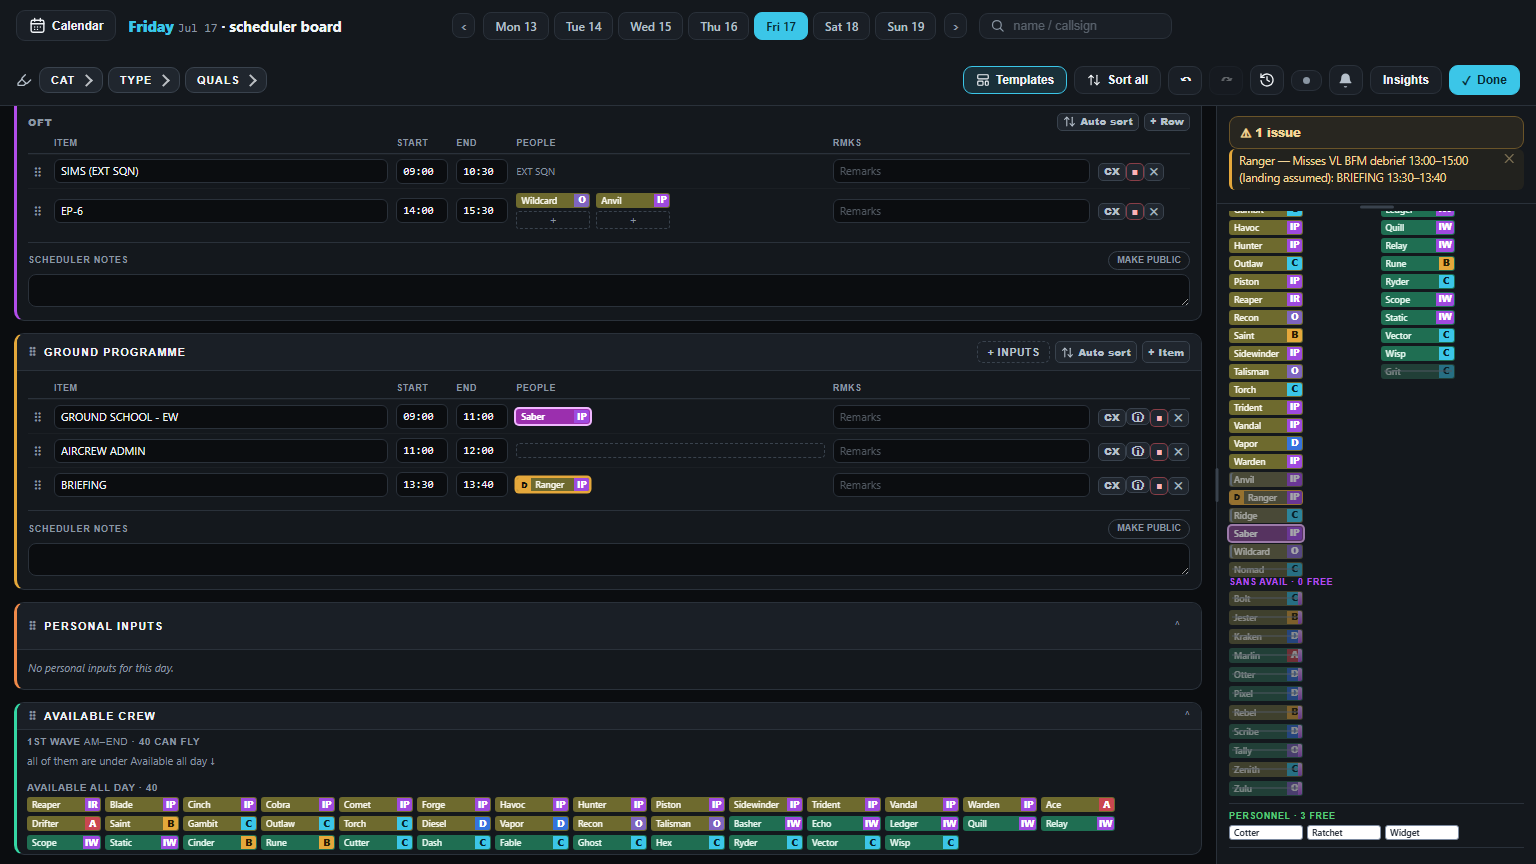 Calendar
Friday Jul 17 · scheduler board
‹ Mon 13 Tue 14 Wed 15 Thu 16 Fri 17 Sat 18 Sun 19 ›
name / callsign
CAT TYPE QUALS
Templates Sort all Insights ✓ Done
OFT
Auto sort + Row
ITEM START END PEOPLE RMKS
SIMS (EXT SQN) 09:00 10:30 EXT SQN Remarks CX
EP-6 14:00 15:30 Wildcard O Anvil IP Remarks CX
+ +
SCHEDULER NOTES MAKE PUBLIC
GROUND PROGRAMME
+ INPUTS Auto sort + Item
ITEM START END PEOPLE RMKS
GROUND SCHOOL - EW 09:00 11:00 Saber IP Remarks CX
AIRCREW ADMIN 11:00 12:00 Remarks CX
BRIEFING 13:30 13:40 D Ranger IP Remarks CX
SCHEDULER NOTES MAKE PUBLIC
PERSONAL INPUTS
No personal inputs for this day.
AVAILABLE CREW
1ST WAVE AM–END · 40 CAN FLY
all of them are under Available all day ↓
AVAILABLE ALL DAY · 40
Reaper IR Blade IP Cinch IP Cobra IP Comet IP Forge IP Havoc IP Hunter IP Piston IP Sidewinder IP Trident IP Vandal IP Warden IP Ace A
Drifter A Saint B Gambit C Outlaw C Torch C Diesel D Vapor D Recon O Talisman O Basher IW Echo IW Ledger IW Quill IW Relay IW
Scope IW Static IW Cinder B Rune B Cutter C Dash C Fable C Ghost C Hex C Ryder C Vector C Wisp C
⚠ 1 issue
Ranger — Misses VL BFM debrief 13:00–15:00
(landing assumed): BRIEFING 13:30–13:40
Gambit C
Havoc IP
Hunter IP
Outlaw C
Piston IP
Reaper IR
Recon O
Saint B
Sidewinder IP
Talisman O
Torch C
Trident IP
Vandal IP
Vapor D
Warden IP
Anvil IP
D Ranger IP
Ridge C
Saber IP
Wildcard O
Nomad C
Ledger IW
Quill IW
Relay IW
Rune B
Ryder C
Scope IW
Static IW
Vector C
Wisp C
Grit C
SANS AVAIL · 0 FREE
Bolt C
Jester B
Kraken D
Marlin A
Otter D
Pixel D
Rebel B
Scribe D
Tally O
Zenith C
Zulu O
PERSONNEL · 3 FREE
Cotter Ratchet Widget